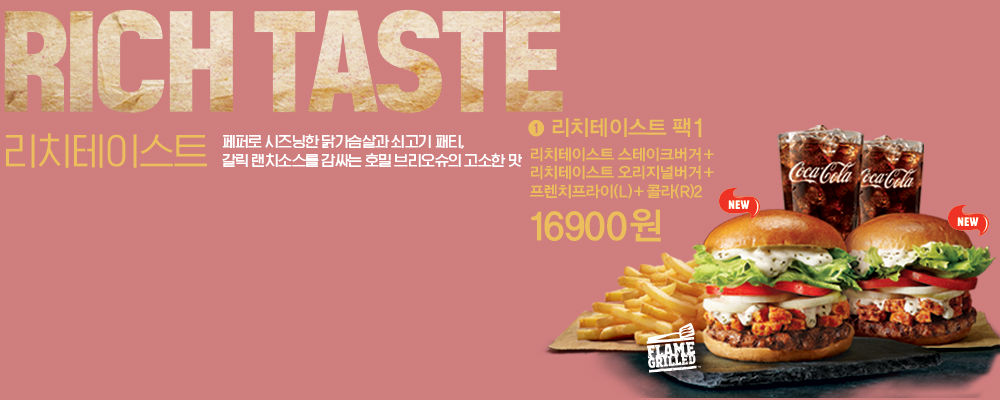 RICH TASTE
리치테이스트
페퍼로 시즈닝한 닭가슴살과 쇠고기 패티,
갈릭 랜치소스를 감싸는 호밀 브리오슈의 고소한 맛
1 리치테이스트 팩1
리치테이스트 스테이크버거+
리치테이스트 오리지널버거+
프렌치프라이(L)+콜라(R)2
16900원
Coca-Cola
Coca-Cola
NEW
NEW
FLAME
GRILLED